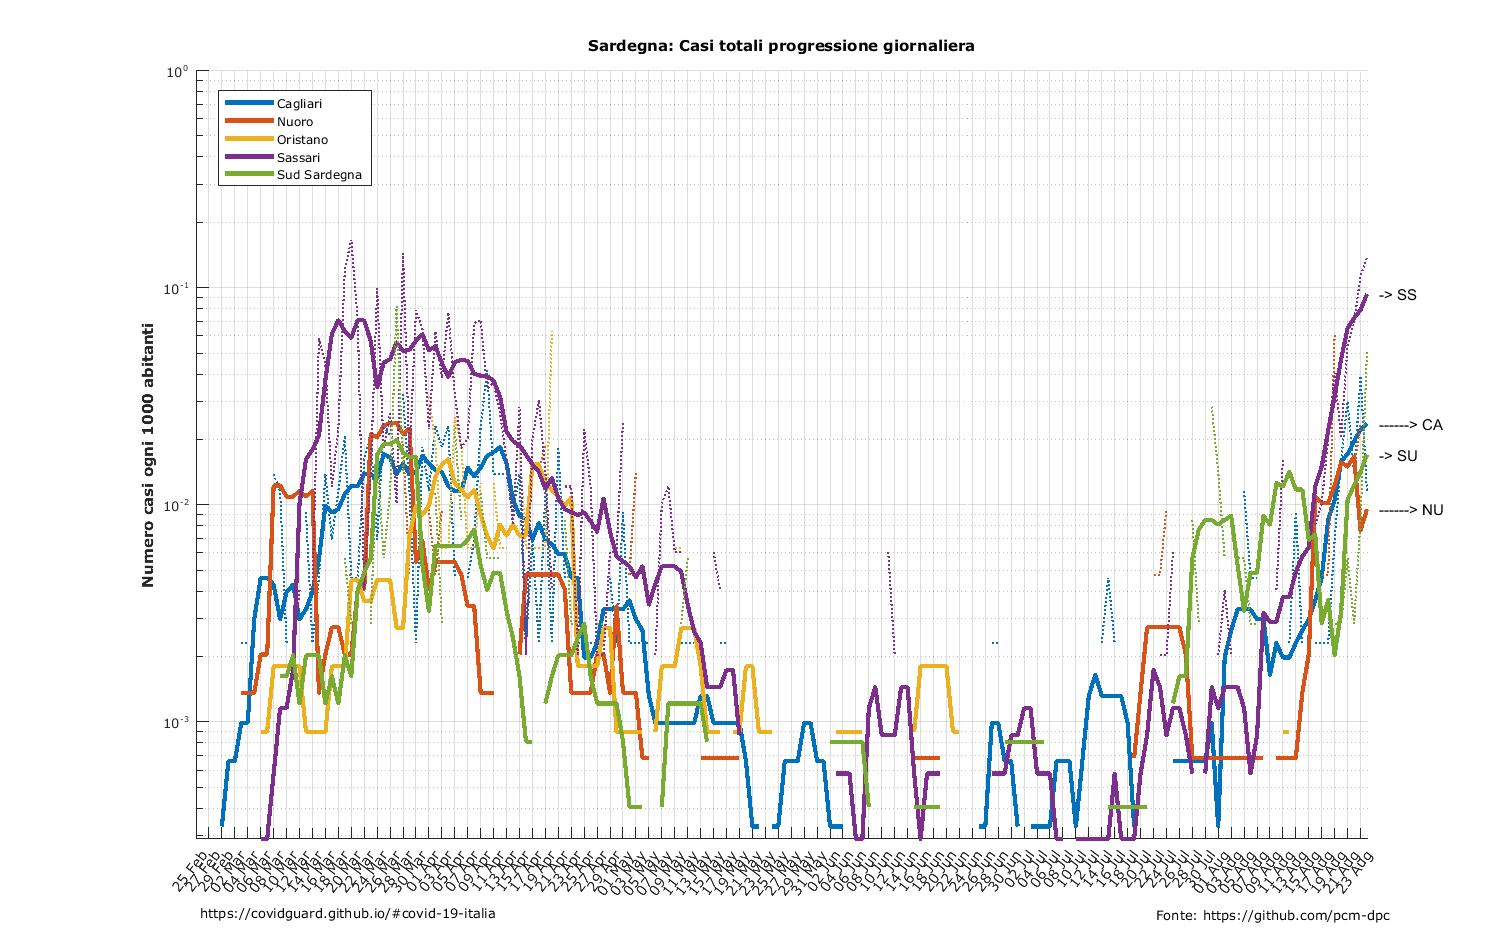 Sardegna: Casi totali progressione giornaliera
10⁰
10⁻¹
10⁻²
10⁻³
Numero casi ogni 1000 abitanti
Cagliari
Nuoro
Oristano
Sassari
Sud Sardegna
-> SS
------> CA
-> SU
------> NU
25 Feb
27 Feb
29 Feb
02 Mar
04 Mar
06 Mar
08 Mar
10 Mar
12 Mar
14 Mar
16 Mar
18 Mar
20 Mar
22 Mar
24 Mar
26 Mar
28 Mar
30 Mar
01 Apr
03 Apr
05 Apr
07 Apr
09 Apr
11 Apr
13 Apr
15 Apr
17 Apr
19 Apr
21 Apr
23 Apr
25 Apr
27 Apr
29 Apr
01 May
03 May
05 May
07 May
09 May
11 May
13 May
15 May
17 May
19 May
21 May
23 May
25 May
27 May
29 May
31 May
02 Jun
04 Jun
06 Jun
08 Jun
10 Jun
12 Jun
14 Jun
16 Jun
18 Jun
20 Jun
22 Jun
24 Jun
26 Jun
28 Jun
30 Jun
02 Jul
04 Jul
06 Jul
08 Jul
10 Jul
12 Jul
14 Jul
16 Jul
18 Jul
20 Jul
22 Jul
24 Jul
26 Jul
28 Jul
30 Jul
01 Aug
03 Aug
05 Aug
07 Aug
09 Aug
11 Aug
13 Aug
15 Aug
17 Aug
19 Aug
21 Aug
23 Aug
https://covidguard.github.io/#covid-19-italia
Fonte: https://github.com/pcm-dpc